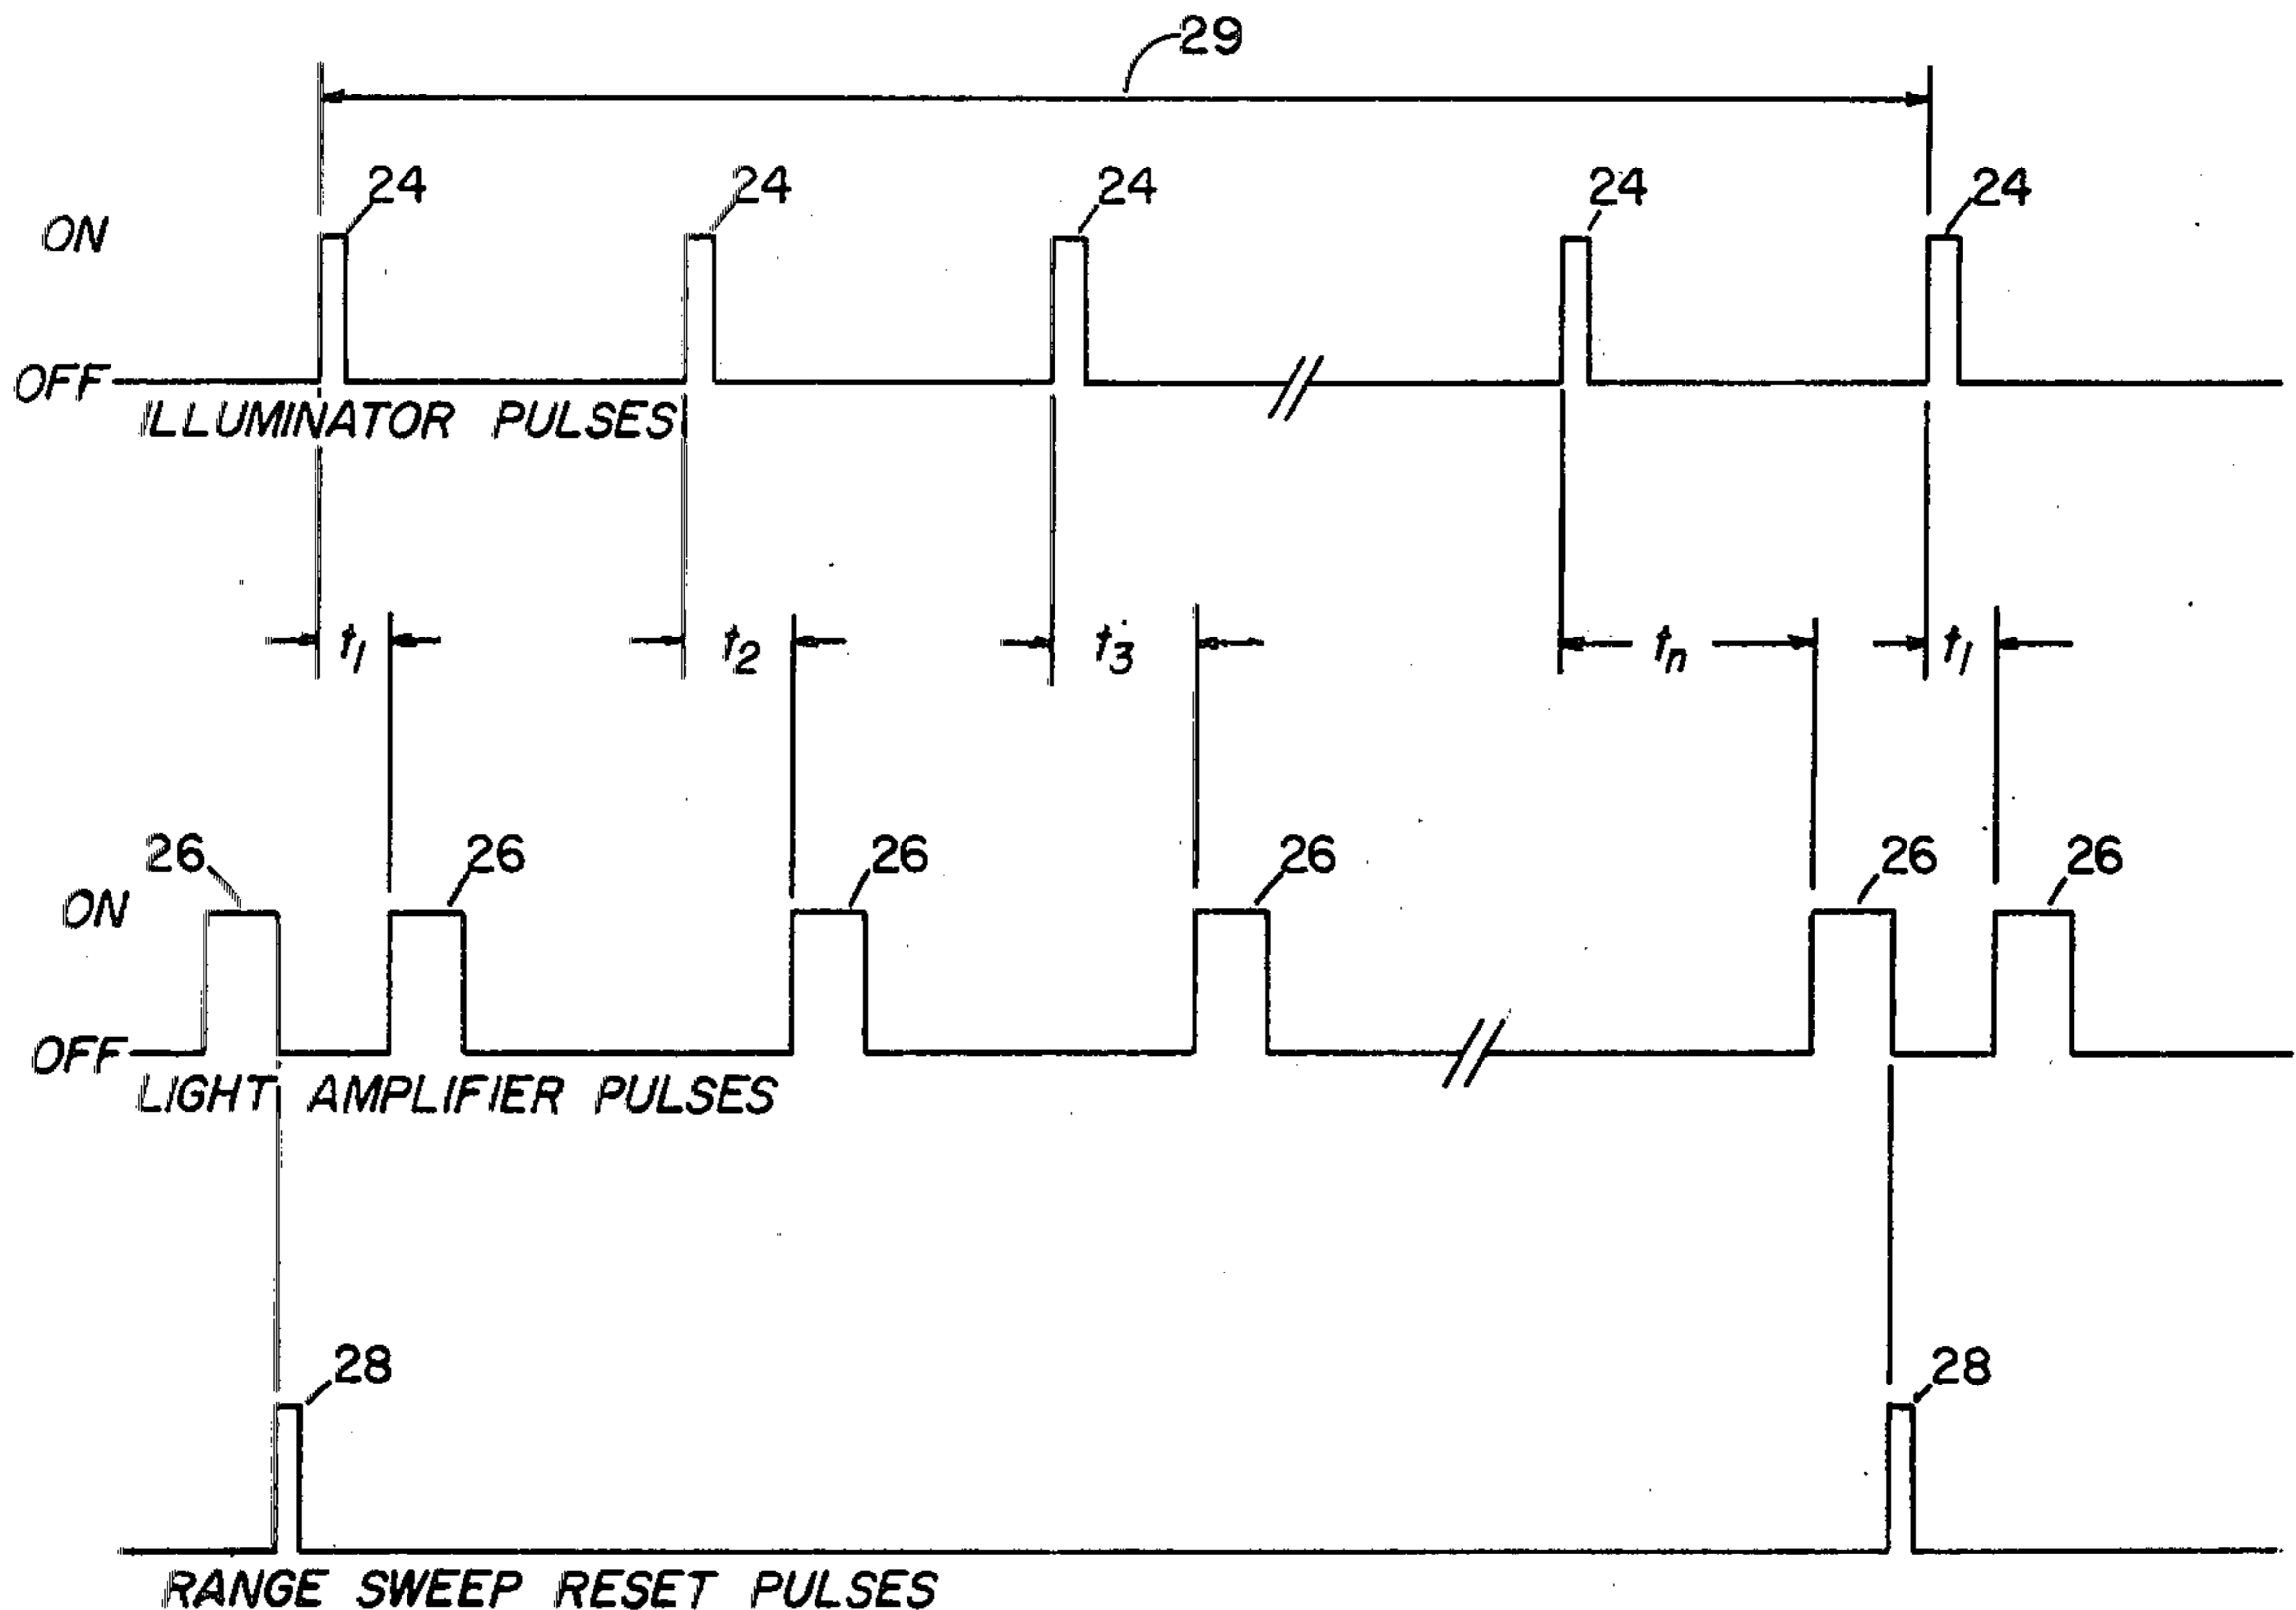 29
24 24 24 24 24
ON
OFF
ILLUMINATOR PULSES
t1 t2 t3 tn t1
26 26 26 26 26 26
ON
OFF
LIGHT AMPLIFIER PULSES
28 28
RANGE SWEEP RESET PULSES